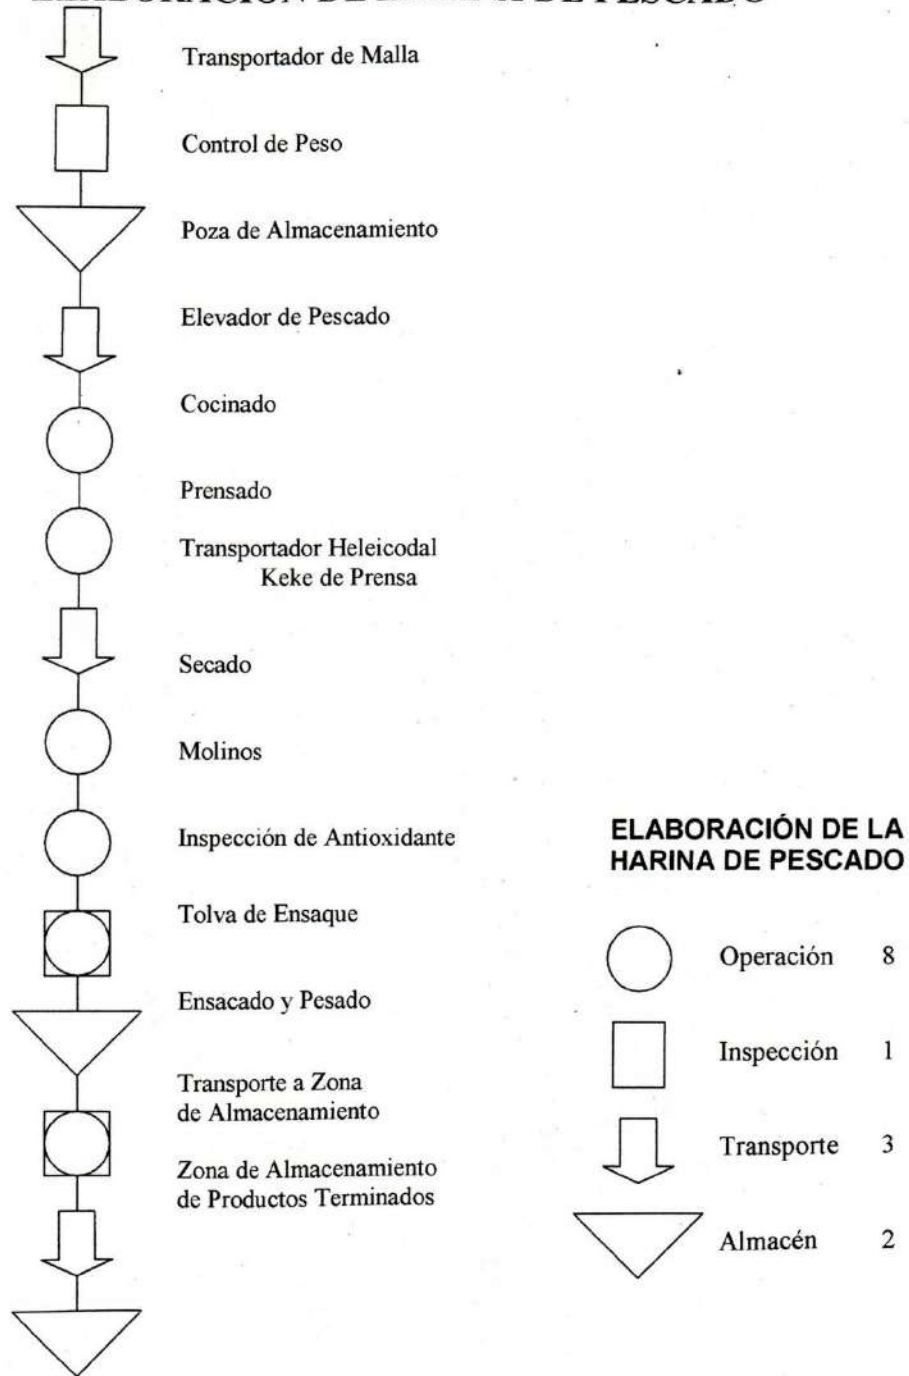 Transportador de Malla
Control de Peso
Poza de Almacenamiento
Elevador de Pescado
Cocinado
Prensado
Transportador Heleicodal
Keke de Prensa
Secado
Molinos
Inspección de Antioxidante
Tolva de Ensaque
Ensacado y Pesado
Transporte a Zona
de Almacenamiento
Zona de Almacenamiento
de Productos Terminados
ELABORACIÓN DE LA
HARINA DE PESCADO
Operación 8
Inspección 1
Transporte 3
Almacén 2